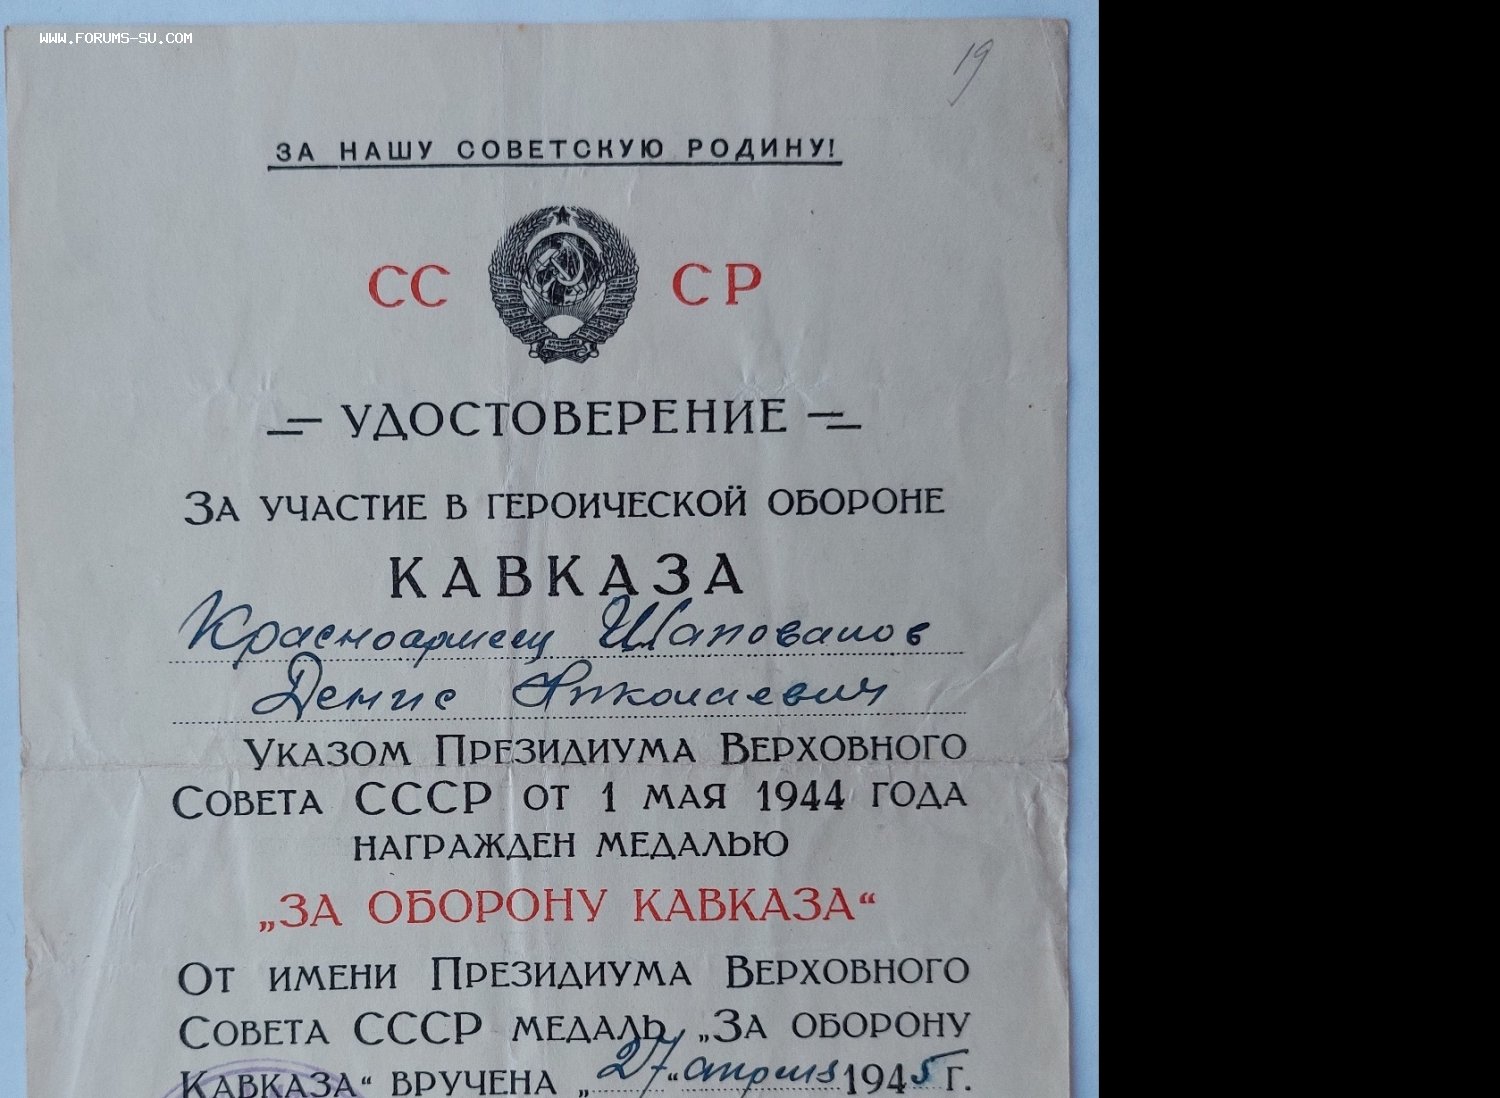 WWW.FORUMS-SU.COM
19
ЗА НАШУ СОВЕТСКУЮ РОДИНУ!
СС СР
УДОСТОВЕРЕНИЕ
ЗА УЧАСТИЕ В ГЕРОИЧЕСКОЙ ОБОРОНЕ
КАВКАЗА
Красноармеец Шаповалов
Денис Николаевич
УКАЗОМ ПРЕЗИДИУМА ВЕРХОВНОГО
СОВЕТА СССР ОТ 1 МАЯ 1944 ГОДА
НАГРАЖДЕН МЕДАЛЬЮ
„ЗА ОБОРОНУ КАВКАЗА“
ОТ ИМЕНИ ПРЕЗИДИУМА ВЕРХОВНОГО
СОВЕТА СССР МЕДАЛЬ „ЗА ОБОРОНУ
КАВКАЗА“ ВРУЧЕНА „27“ апреля 1945 Г.